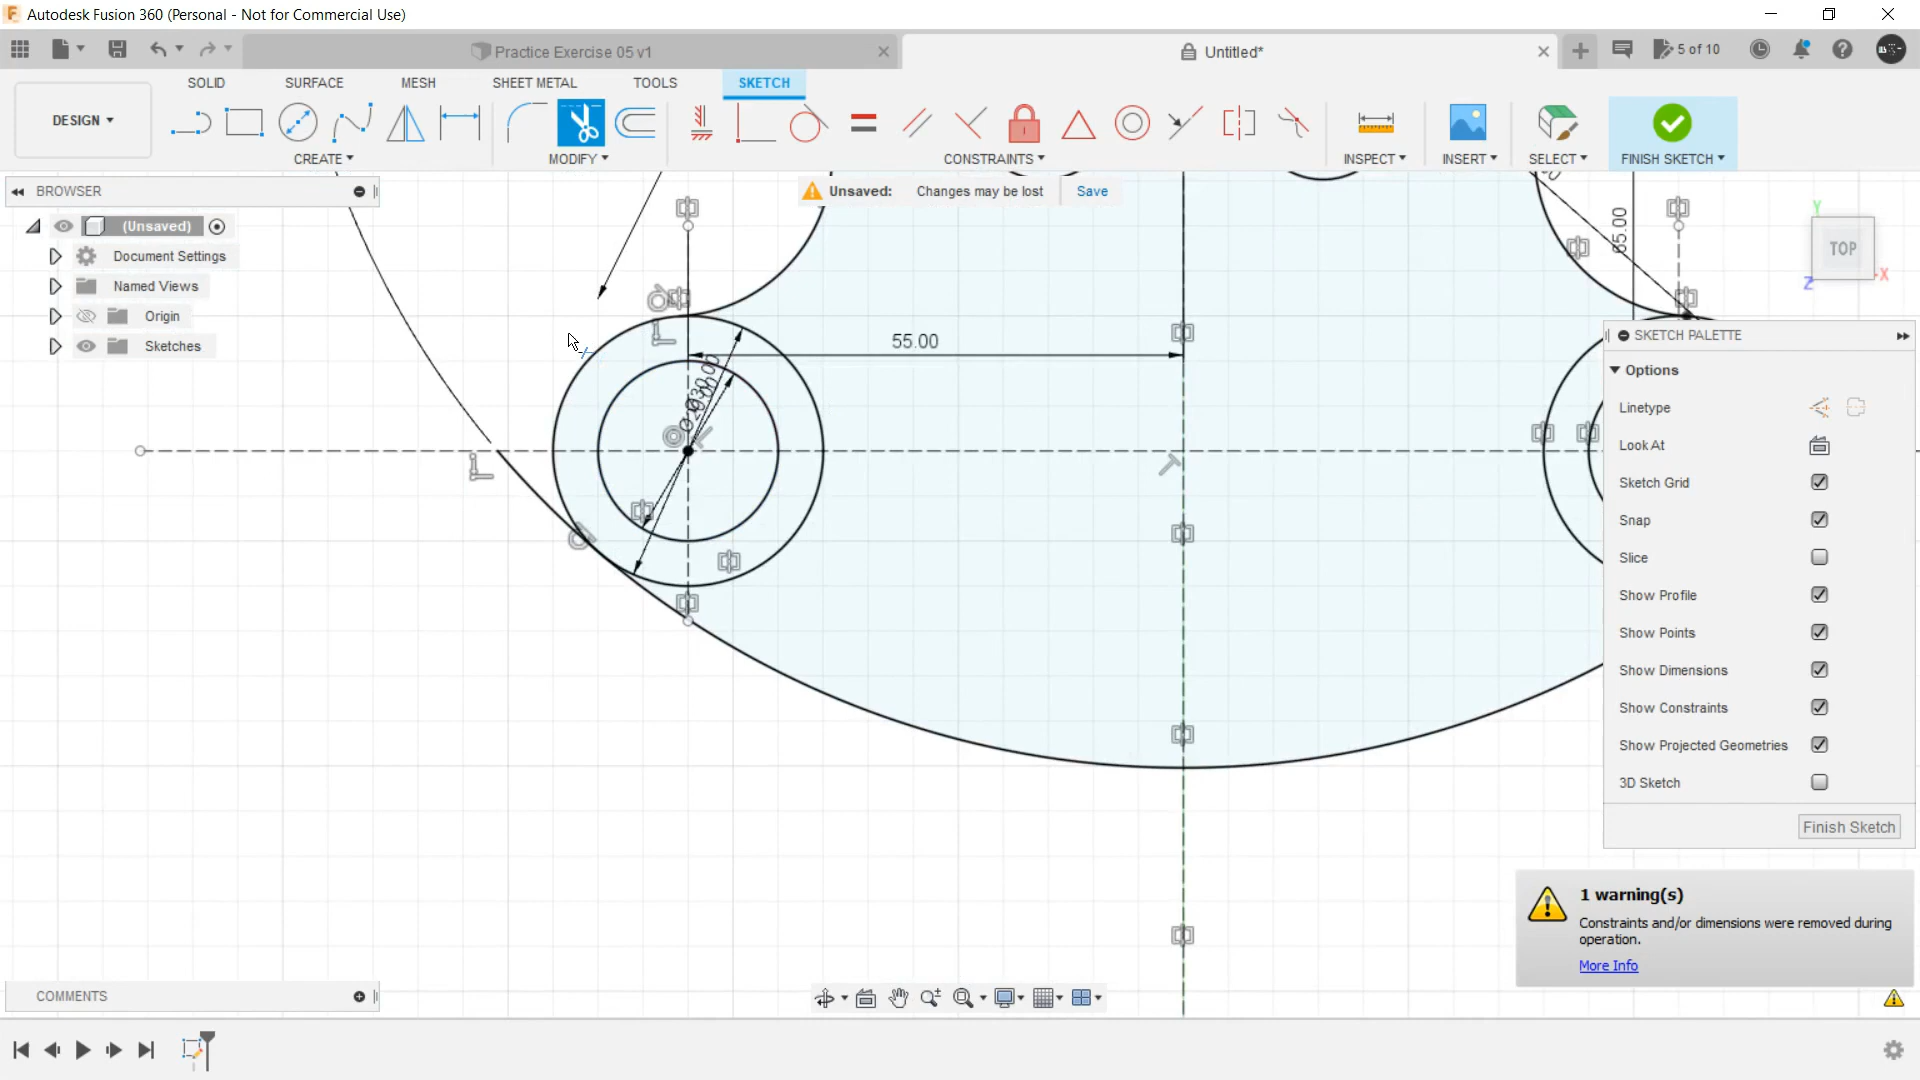 Autodesk Fusion 360 (Personal - Not for Commercial Use)
Practice Exercise 05 v1
Untitled*
5 of 10
SOLID
SURFACE
MESH
SHEET METAL
TOOLS
SKETCH
DESIGN
CREATE
MODIFY
CONSTRAINTS
INSPECT
INSERT
SELECT
FINISH SKETCH
BROWSER
Unsaved: Changes may be lost Save
(Unsaved)
Document Settings
Named Views
Origin
Sketches
65.00
Y
TOP
Z
X
55.00
SKETCH PALETTE
Options
Linetype
Look At
Sketch Grid
Snap
Slice
Show Profile
Show Points
Show Dimensions
Show Constraints
Show Projected Geometries
3D Sketch
Finish Sketch
1 warning(s)
Constraints and/or dimensions were removed during
operation.
More Info
COMMENTS